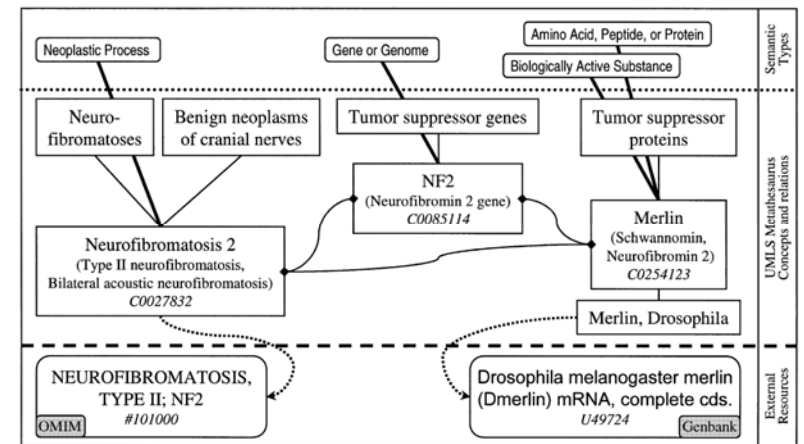 Amino Acid, Peptide, or Protein
Neoplastic Process
Gene or Genome
Biologically Active Substance
Semantic
Types
Neuro-
fibromatoses
Benign neoplasms
of cranial nerves
Tumor suppressor genes
Tumor suppressor
proteins
NF2
(Neurofibromin 2 gene)
C0085114
Merlin
(Schwannomin,
Neurofibromin 2)
C0254123
Neurofibromatosis 2
(Type II neurofibromatosis,
Bilateral acoustic neurofibromatosis)
C0027832
Merlin, Drosophila
UMLS Metathesaurus
Concepts and relations
NEUROFIBROMATOSIS,
TYPE II; NF2
#101000
OMIM
Drosophila melanogaster merlin
(Dmerlin) mRNA, complete cds.
U49724
Genbank
External
Resources